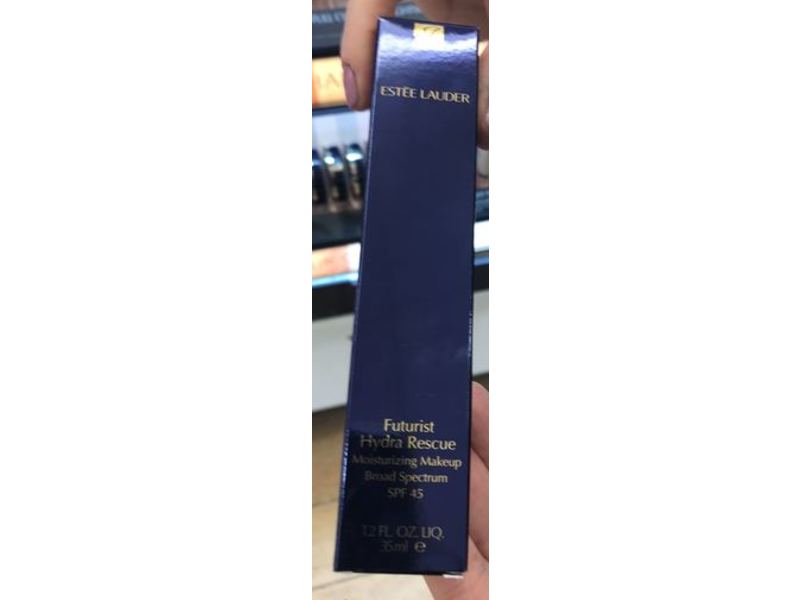 ESTĒE LAUDER
Futurist
Hydra Rescue
Moisturizing Makeup
Broad Spectrum
SPF 45
1.2 FL. OZ. LIQ.
35ml ℮